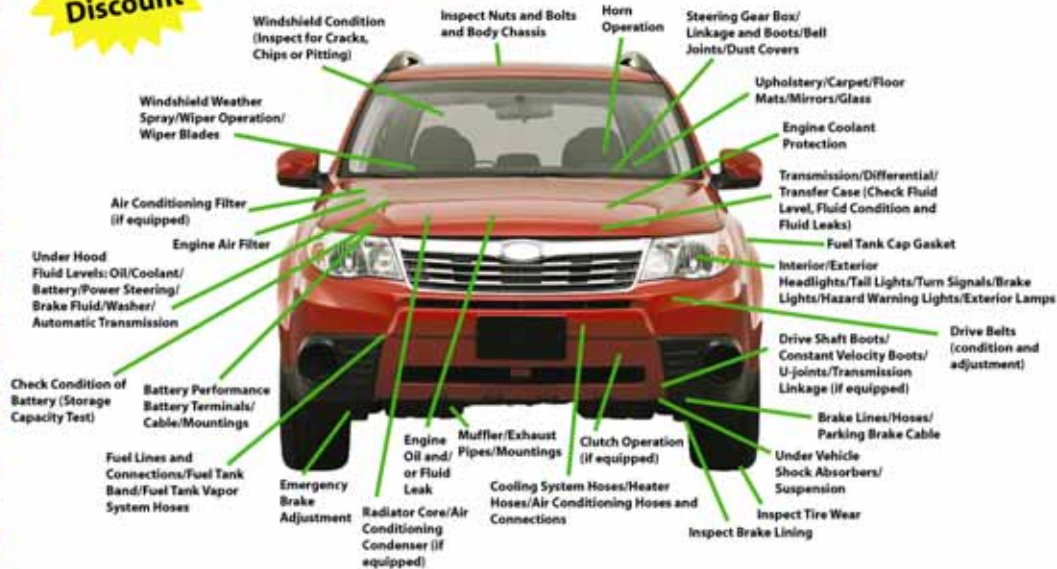 Discount
Windshield Condition
(Inspect for Cracks,
Chips or Pitting)
Inspect Nuts and Bolts
and Body Chassis
Horn
Operation
Steering Gear Box/
Linkage and Boots/Bell
Joints/Dust Covers
Upholstery/Carpet/Floor
Mats/Mirrors/Glass
Windshield Weather
Spray/Wiper Operation/
Wiper Blades
Engine Coolant
Protection
Transmission/Differential/
Transfer Case (Check Fluid
Level, Fluid Condition and
Fluid Leaks)
Air Conditioning Filter
(if equipped)
Engine Air Filter
Fuel Tank Cap Gasket
Under Hood
Fluid Levels: Oil/Coolant/
Battery/Power Steering/
Brake Fluid/Washer/
Automatic Transmission
Interior/Exterior
Headlights/Tail Lights/Turn Signals/Brake
Lights/Hazard Warning Lights/Exterior Lamps
Drive Belts
(condition and
adjustment)
Drive Shaft Boots/
Constant Velocity Boots/
U-joints/Transmission
Linkage (if equipped)
Check Condition of
Battery (Storage
Capacity Test)
Battery Performance
Battery Terminals/
Cable/Mountings
Brake Lines/Hoses/
Parking Brake Cable
Engine
Oil and/
or Fluid
Leak
Muffler/Exhaust
Pipes/Mountings
Clutch Operation
(if equipped)
Under Vehicle
Shock Absorbers/
Suspension
Fuel Lines and
Connections/Fuel Tank
Band/Fuel Tank Vapor
System Hoses
Emergency
Brake
Adjustment
Radiator Core/Air
Conditioning
Condenser (if
equipped)
Cooling System Hoses/Heater
Hoses/Air Conditioning Hoses and
Connections
Inspect Tire Wear
Inspect Brake Lining